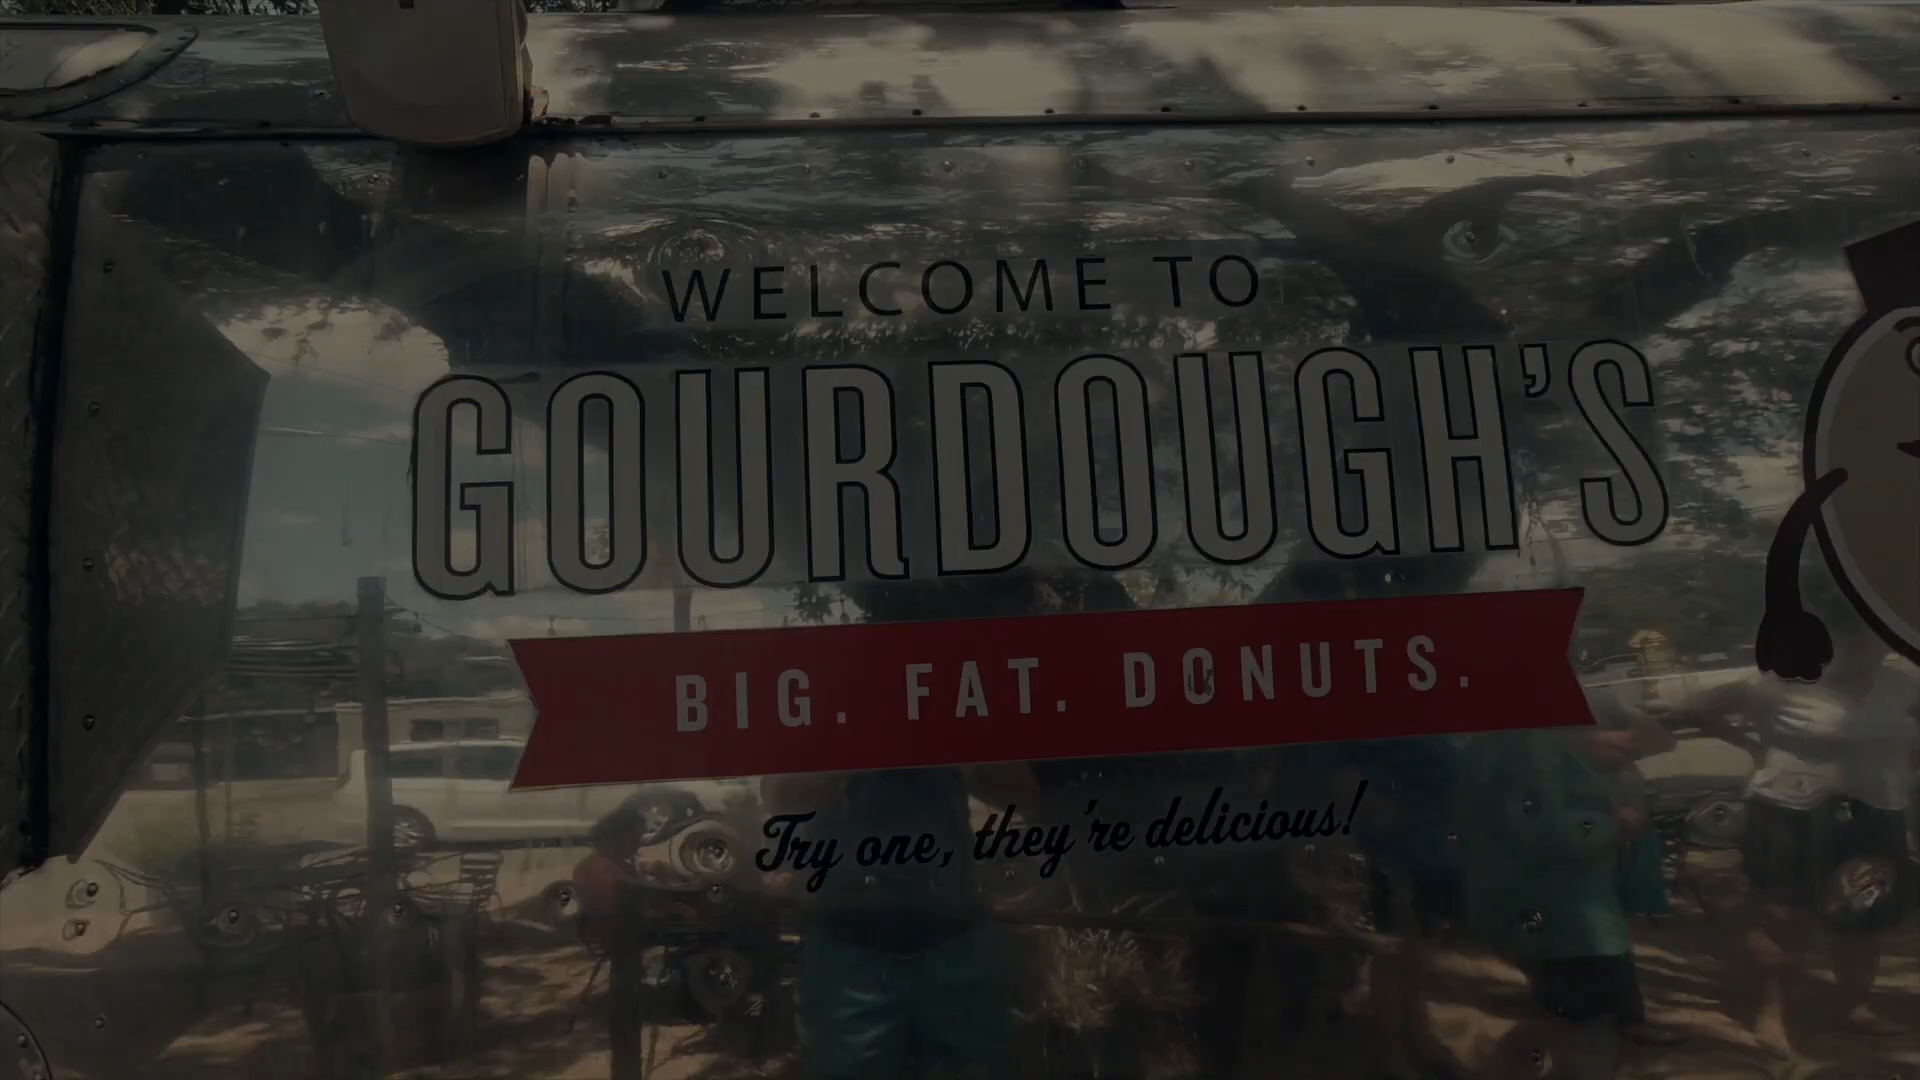 WELCOME TO
GOURDOUGH'S
BIG. FAT. DONUTS.
Try one, they're delicious!